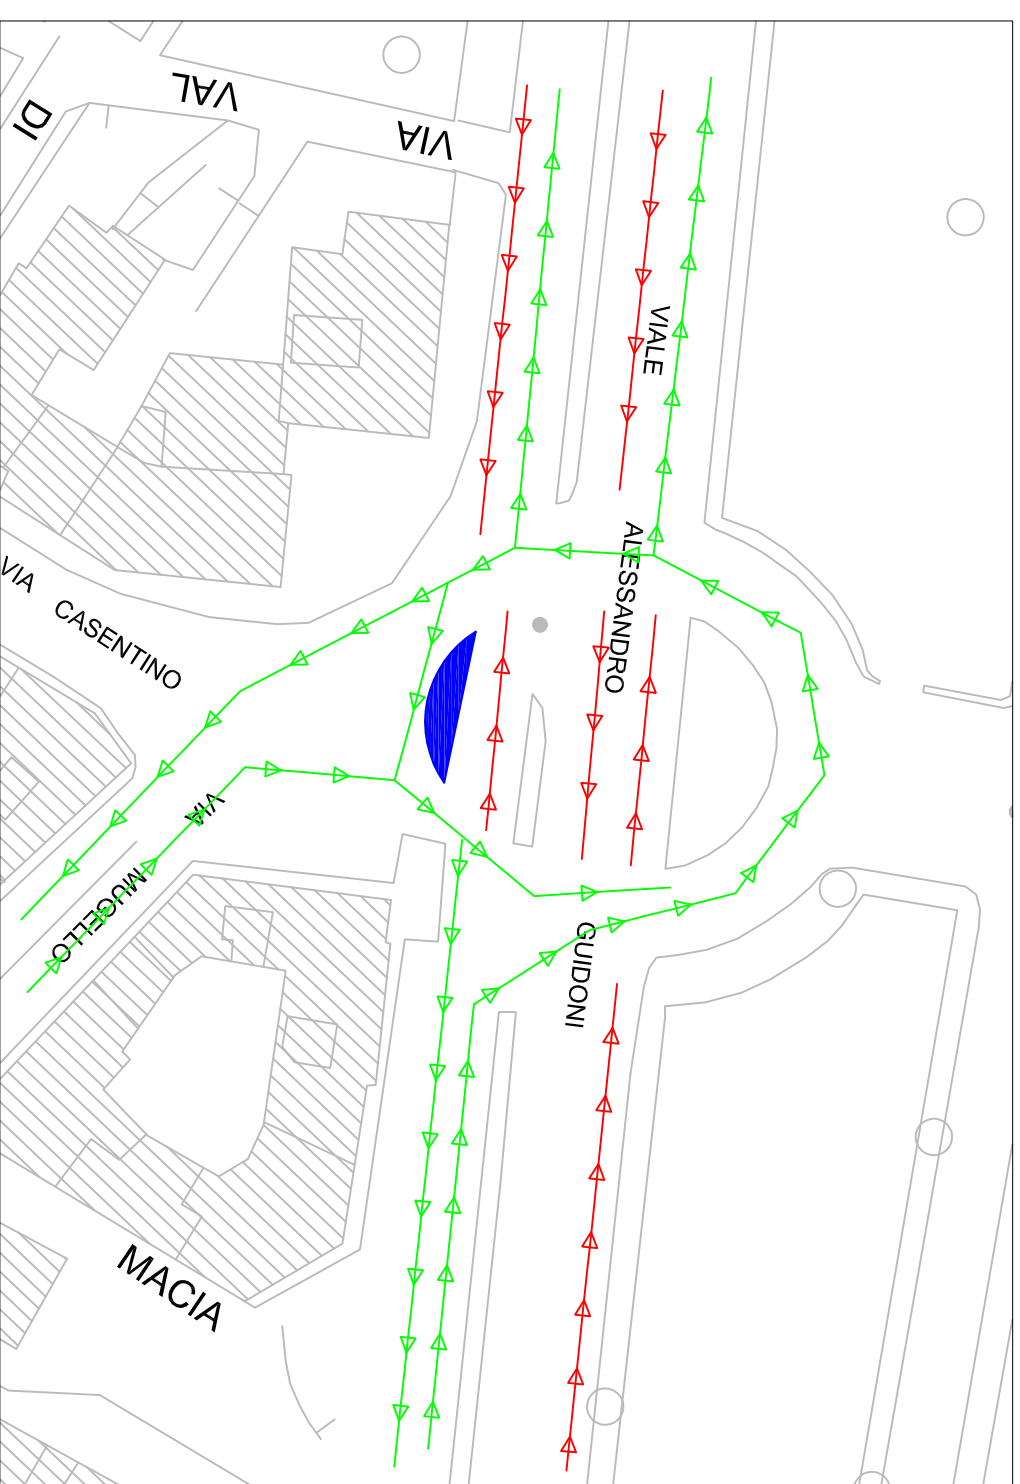 VIA
VAL
DI
VIALE
ALESSANDRO
GUIDONI
VIA
CASENTINO
VIA
MUGELLO
MACIA